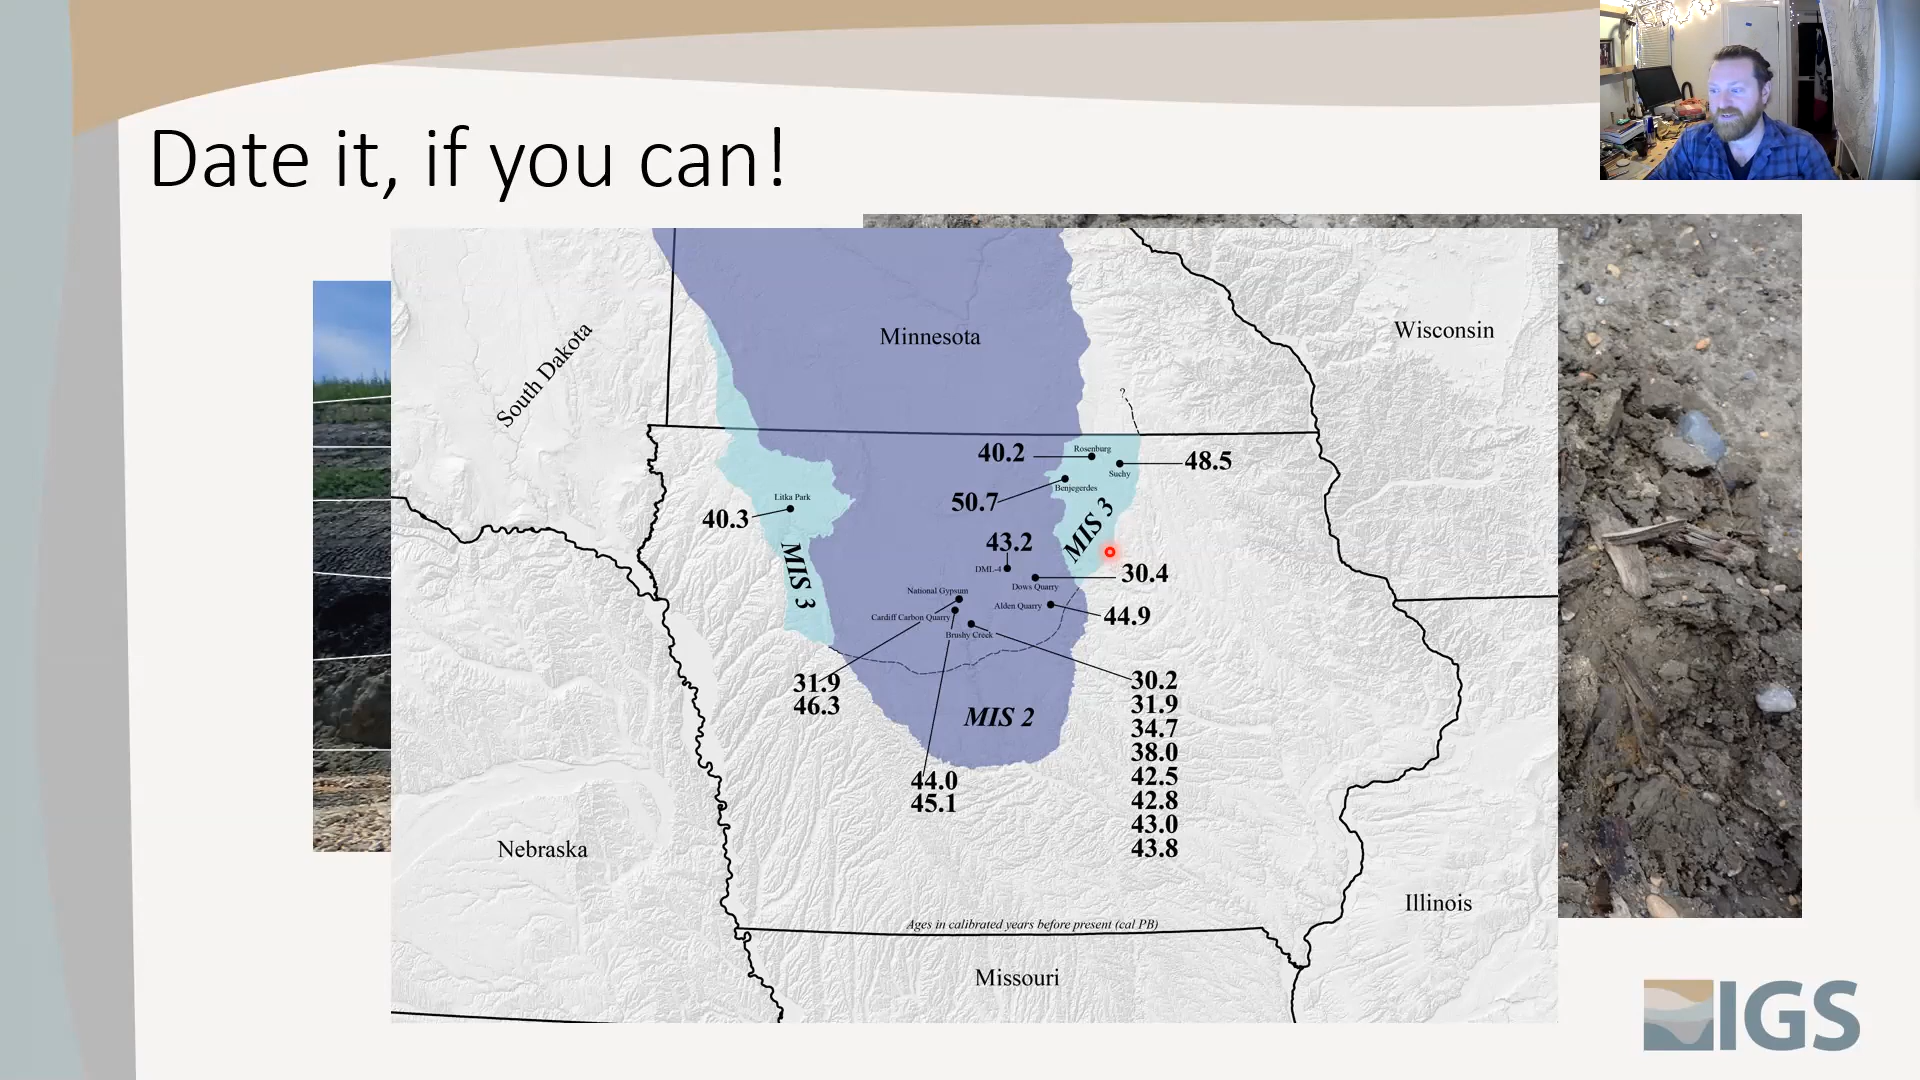 Date it, if you can!
Minnesota
Wisconsin
South Dakota
?
40.2
Rosenburg
Suchy
48.5
Benjegerdes
50.7
Litka Park
40.3
MIS 3
MIS 3
43.2
DML-4
Dows Quarry
30.4
National Gypsum
Alden Quarry
44.9
Cardiff Carbon Quarry
Brushy Creek
31.9
46.3
MIS 2
30.2
31.9
34.7
38.0
42.5
42.8
43.0
43.8
44.0
45.1
Nebraska
Illinois
Ages in calibrated years before present (cal PB)
Missouri
IGS